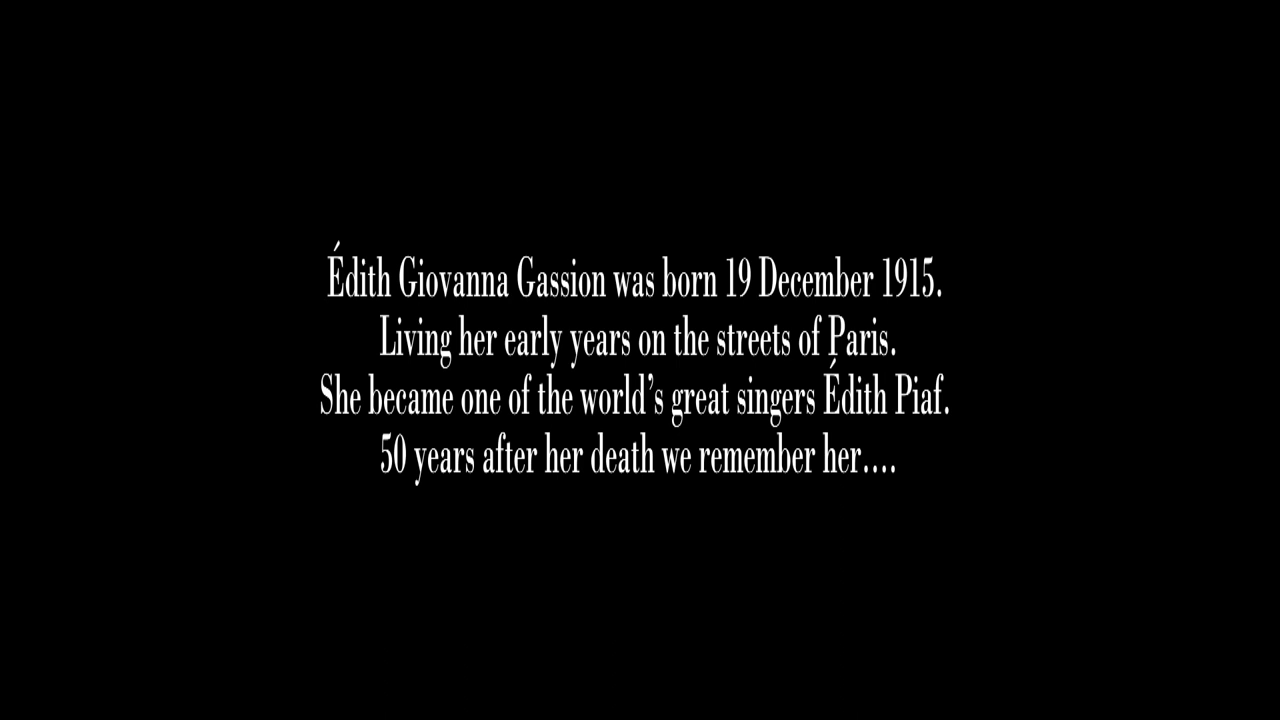 Édith Giovanna Gassion was born 19 December 1915.
Living her early years on the streets of Paris.
She became one of the world’s great singers Édith Piaf.
50 years after her death we remember her....